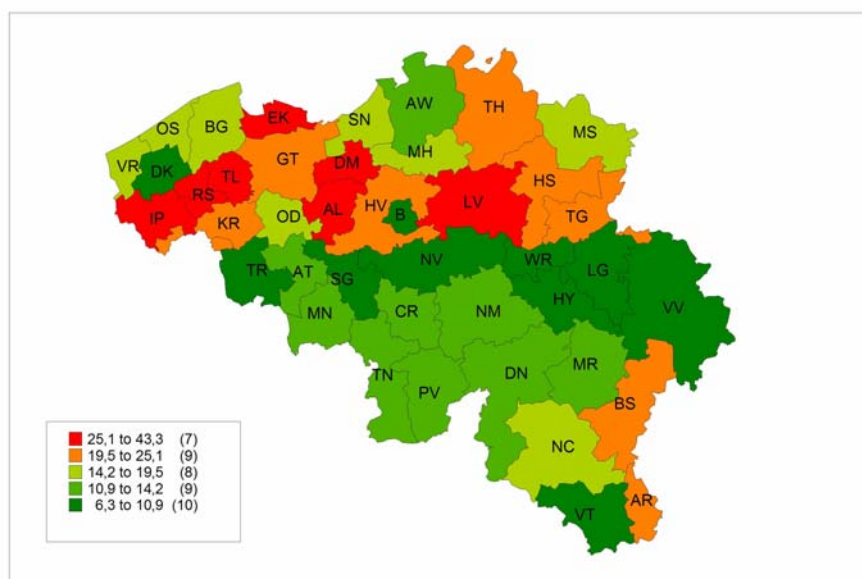 AW
TH
EK
SN
OS
BG
MS
MH
GT
DM
VR
DK
TL
HS
RS
HV
LV
IP
AL
B
OD
TG
KR
NV
WR
LG
TR
AT
SG
HY
VV
MN
CR
NM
MR
TN
DN
PV
BS
NC
AR
VT
25,1 to 43,3 (7)
19,5 to 25,1 (9)
14,2 to 19,5 (8)
10,9 to 14,2 (9)
6,3 to 10,9 (10)